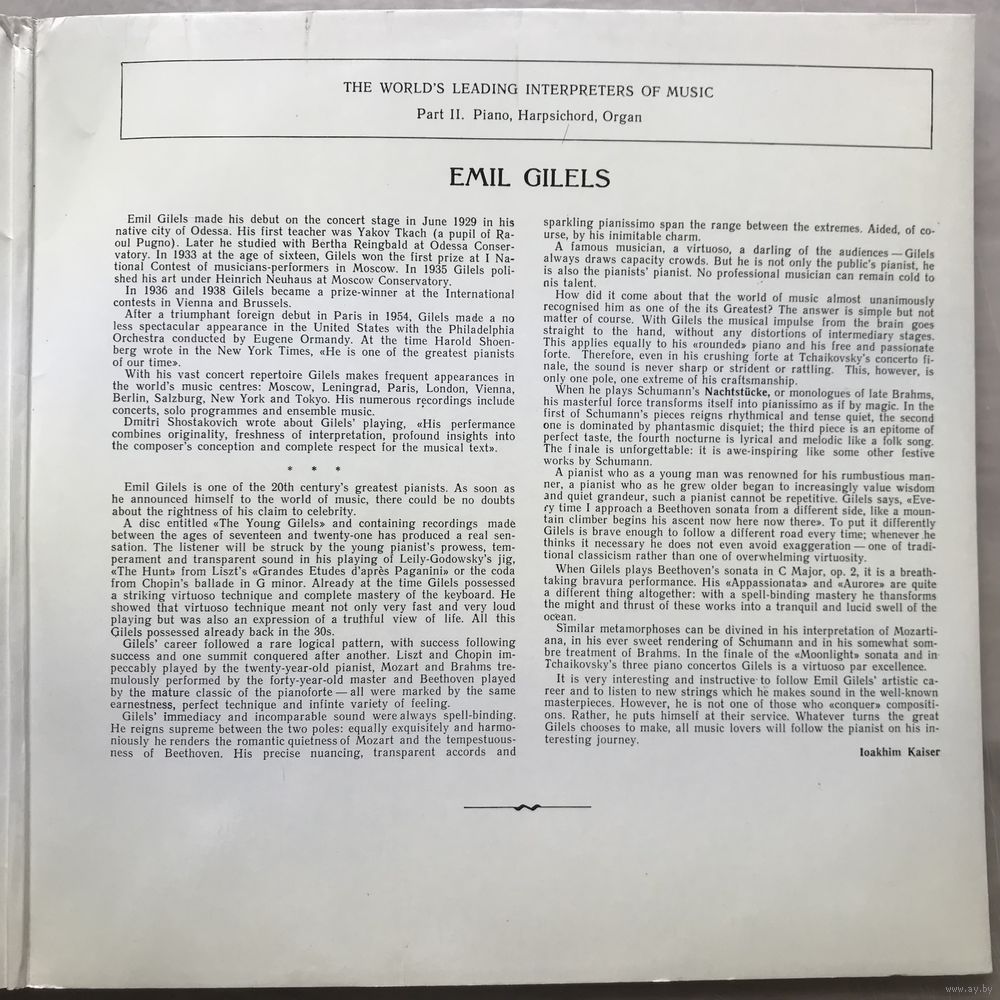 THE WORLD'S LEADING INTERPRETERS OF MUSIC
Part II. Piano, Harpsichord, Organ
EMIL GILELS
Emil Gilels made his debut on the concert stage in June 1929 in his
native city of Odessa. His first teacher was Yakov Tkach (a pupil of Ra-
oul Pugno). Later he studied with Bertha Reingbald at Odessa Conser-
vatory. In 1933 at the age of sixteen, Gilels won the first prize at I Na-
tional Contest of musicians-performers in Moscow. In 1935 Gilels poli-
shed his art under Heinrich Neuhaus at Moscow Conservatory.
In 1936 and 1938 Gilels became a prize-winner at the International
contests in Vienna and Brussels.
After a triumphant foreign debut in Paris in 1954, Gilels made a no
less spectacular appearance in the United States with the Philadelphia
Orchestra conducted by Eugene Ormandy. At the time Harold Shoen-
berg wrote in the New York Times, «He is one of the greatest pianists
of our time».
With his vast concert repertoire Gilels makes frequent appearances in
the world's music centres: Moscow, Leningrad, Paris, London, Vienna,
Berlin, Salzburg, New York and Tokyo. His numerous recordings include
concerts, solo programmes and ensemble music.
Dmitri Shostakovich wrote about Gilels' playing, «His performance
combines originality, freshness of interpretation, profound insights into
the composer's conception and complete respect for the musical text».
* * *
Emil Gilels is one of the 20th century's greatest pianists. As soon as
he announced himself to the world of music, there could be no doubts
about the rightness of his claim to celebrity.
A disc entitled «The Young Gilels» and containing recordings made
between the ages of seventeen and twenty-one has produced a real sen-
sation. The listener will be struck by the young pianist's prowess, tem-
perament and transparent sound in his playing of Leily-Godowsky's jig,
«The Hunt» from Liszt's «Grandes Etudes d'après Paganini» or the coda
from Chopin's ballade in G minor. Already at the time Gilels possessed
a striking virtuoso technique and complete mastery of the keyboard. He
showed that virtuoso technique meant not only very fast and very loud
playing but was also an expression of a truthful view of life. All this
Gilels possessed already back in the 30s.
Gilels' career followed a rare logical pattern, with success following
success and one summit conquered after another. Liszt and Chopin im-
peccably played by the twenty-year-old pianist, Mozart and Brahms tre-
mulously performed by the forty-year-old master and Beethoven played
by the mature classic of the pianoforte — all were marked by the same
earnestness, perfect technique and infinte variety of feeling.
Gilels' immediacy and incomparable sound were always spell-binding.
He reigns supreme between the two poles: equally exquisitely and harmo-
niously he renders the romantic quietness of Mozart and the tempestuous-
ness of Beethoven. His precise nuancing, transparent accords and
sparkling pianissimo span the range between the extremes. Aided, of co-
urse, by his inimitable charm.
A famous musician, a virtuoso, a darling of the audiences — Gilels
always draws capacity crowds. But he is not only the public's pianist, he
is also the pianists' pianist. No professional musician can remain cold to
nis talent.
How did it come about that the world of music almost unanimously
recognised him as one of the its Greatest? The answer is simple but not
matter of course. With Gilels the musical impulse from the brain goes
straight to the hand, without any distortions of intermediary stages.
This applies equally to his «rounded» piano and his free and passionate
forte. Therefore, even in his crushing forte at Tchaikovsky's concerto fi-
nale, the sound is never sharp or strident or rattling. This, however, is
only one pole, one extreme of his craftsmanship.
When he plays Schumann's Nachtstücke, or monologues of late Brahms,
his masterful force transforms itself into pianissimo as if by magic. In the
first of Schumann's pieces reigns rhythmical and tense quiet, the second
one is dominated by phantasmic disquiet; the third piece is an epitome of
perfect taste, the fourth nocturne is lyrical and melodic like a folk song.
The finale is unforgettable: it is awe-inspiring like some other festive
works by Schumann.
A pianist who as a young man was renowned for his rumbustious man-
ner, a pianist who as he grew older began to increasingly value wisdom
and quiet grandeur, such a pianist cannot be repetitive. Gilels says, «Eve-
ry time I approach a Beethoven sonata from a different side, like a moun-
tain climber begins his ascent now here now there». To put it differently
Gilels is brave enough to follow a different road every time; whenever he
thinks it necessary he does not even avoid exaggeration — one of tradi-
tional classicism rather than one of overwhelming virtuosity.
When Gilels plays Beethoven's sonata in C Major, op. 2, it is a breath-
taking bravura performance. His «Appassionata» and «Aurore» are quite
a different thing altogether: with a spell-binding mastery he thansforms
the might and thrust of these works into a tranquil and lucid swell of the
ocean.
Similar metamorphoses can be divined in his interpretation of Mozarti-
ana, in his ever sweet rendering of Schumann and in his somewhat som-
bre treatment of Brahms. In the finale of the «Moonlight» sonata and in
Tchaikovsky's three piano concertos Gilels is a virtuoso par excellence.
It is very interesting and instructive to follow Emil Gilels' artistic ca-
reer and to listen to new strings which he makes sound in the well-known
masterpieces. However, he is not one of those who «conquer» compositi-
ons. Rather, he puts himself at their service. Whatever turns the great
Gilels chooses to make, all music lovers will follow the pianist on his in-
teresting journey.
Ioakhim Kaiser
www.ay.by